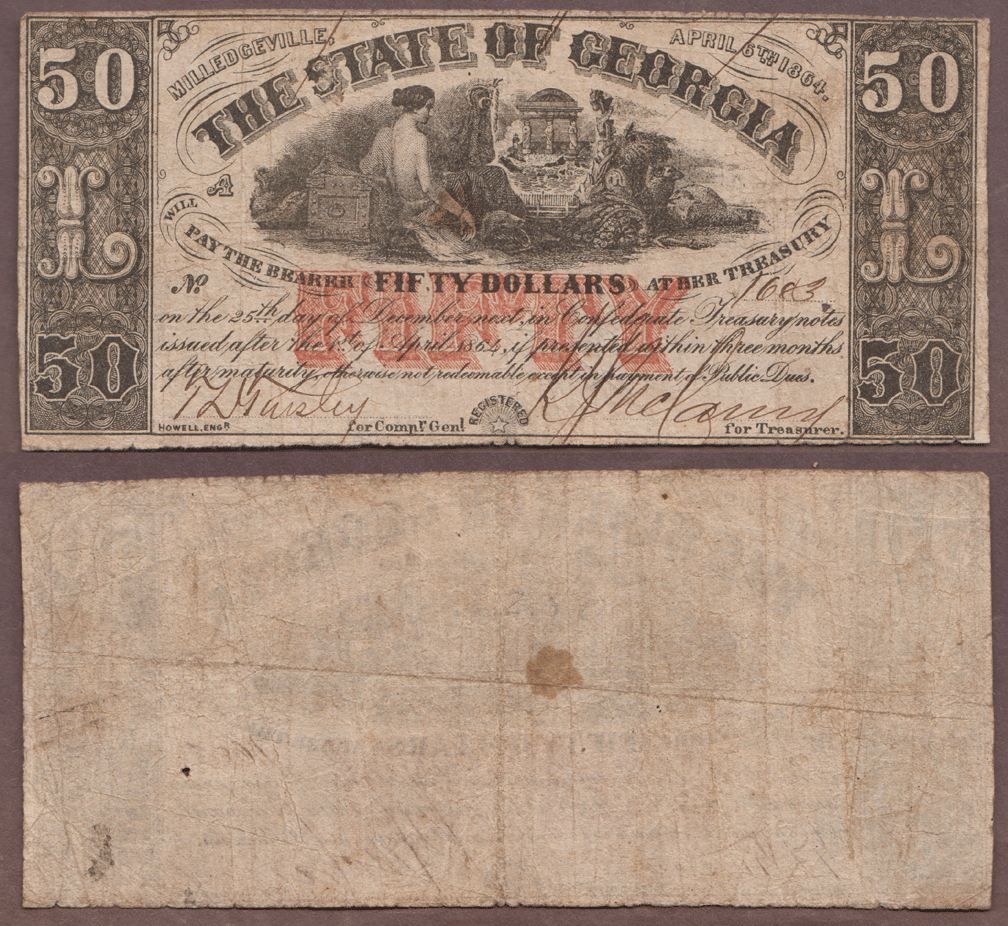 50 MILLEDGEVILLE, APRIL 6TH 1864. 50
THE STATE OF GEORGIA
A
L L
WILL PAY THE BEARER FIFTY DOLLARS AT HER TREASURY
No 1683
FIFTY
on the 25th day of December next, in Confederate Treasury notes
issued after the 1st of April 1864, if presented within three months
after maturity, otherwise not redeemable except in payment of Public Dues.
50 50
REGISTERED
HOWELL, ENGR for Compr Genl for Treasurer.